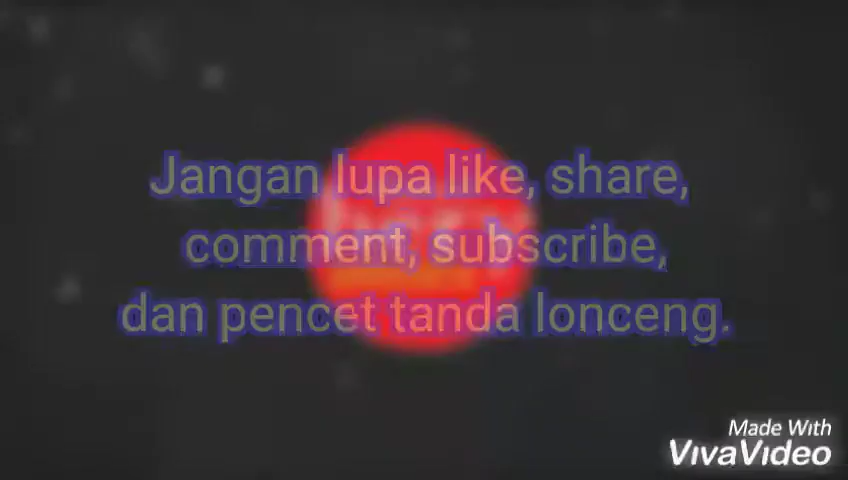 Jangan lupa like, share,
comment, subscribe,
dan pencet tanda lonceng.
Made With
VivaVideo